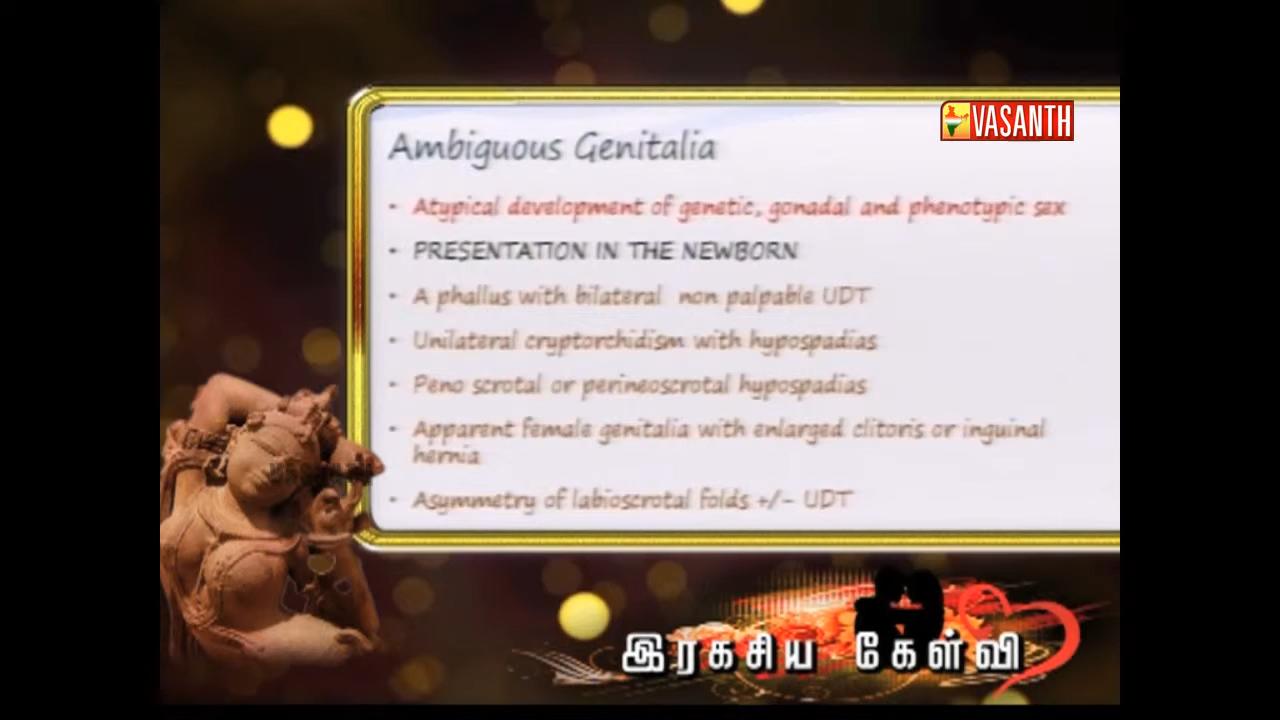 VASANTH
Ambiguous Genitalia
• Atypical development of genetic, gonadal and phenotypic sex
• PRESENTATION IN THE NEWBORN
• A phallus with bilateral non palpable UDT
• Unilateral cryptorchidism with hypospadias
• Peno scrotal or perineoscrotal hypospadias
• Apparent female genitalia with enlarged clitoris or inguinal
hernia
• Asymmetry of labioscrotal folds +/- UDT
இரகசிய கேள்வி